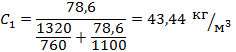 C₁ = 78,6 / (1320/760 + 78,6/1100) = 43,44 кг/м³